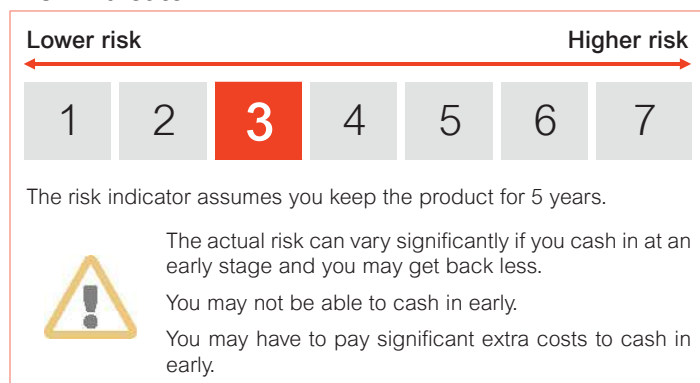 Lower risk Higher risk
1 2 3 4 5 6 7
The risk indicator assumes you keep the product for 5 years.
The actual risk can vary significantly if you cash in at an
early stage and you may get back less.
You may not be able to cash in early.
You may have to pay significant extra costs to cash in
early.